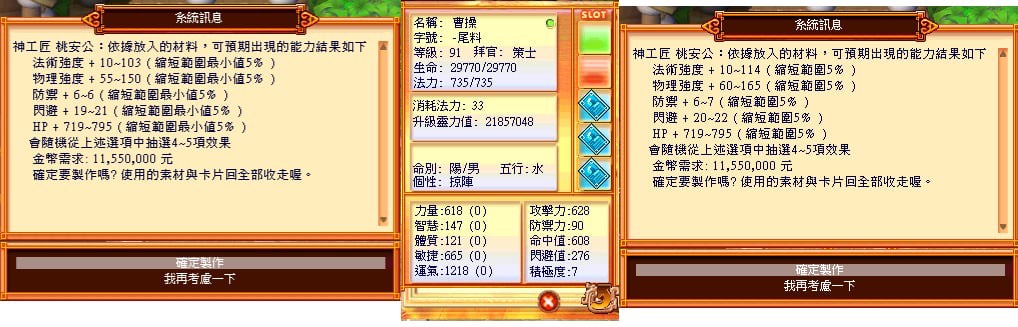 系統訊息
神工匠 桃安公：依據放入的材料，可預期出現的能力結果如下
法術強度 + 10~103 ( 縮短範圍最小值5% )
物理強度 + 55~150 ( 縮短範圍最小值5% )
防禦 + 6~6 ( 縮短範圍最小值5% )
閃避 + 19~21 ( 縮短範圍最小值5% )
HP + 719~795 ( 縮短範圍最小值5% )
會隨機從上述選項中抽選4~5項效果
金幣需求: 11,550,000 元
確定要製作嗎? 使用的素材與卡片回全部收走喔。
確定製作
我再考慮一下
名稱: 曹操
字號: -尾料
等級: 91 拜官: 策士
生命: 29770/29770
法力: 735/735
消耗法力: 33
升級靈力值: 21857048
命別: 陽/男 五行: 水
個性: 掠陣
力量:618 (0)
智慧:147 (0)
體質:121 (0)
敏捷:665 (0)
運氣:1218 (0)
攻擊力:628
防禦力:90
命中值:608
閃避值:276
積極度:7
SLOT
系統訊息
神工匠 桃安公：依據放入的材料，可預期出現的能力結果如下
法術強度 + 10~114 ( 縮短範圍5% )
物理強度 + 60~165 ( 縮短範圍5% )
防禦 + 6~7 ( 縮短範圍5% )
閃避 + 20~22 ( 縮短範圍5% )
HP + 719~795 ( 縮短範圍5% )
會隨機從上述選項中抽選4~5項效果
金幣需求: 11,550,000 元
確定要製作嗎? 使用的素材與卡片回全部收走喔。
確定製作
我再考慮一下